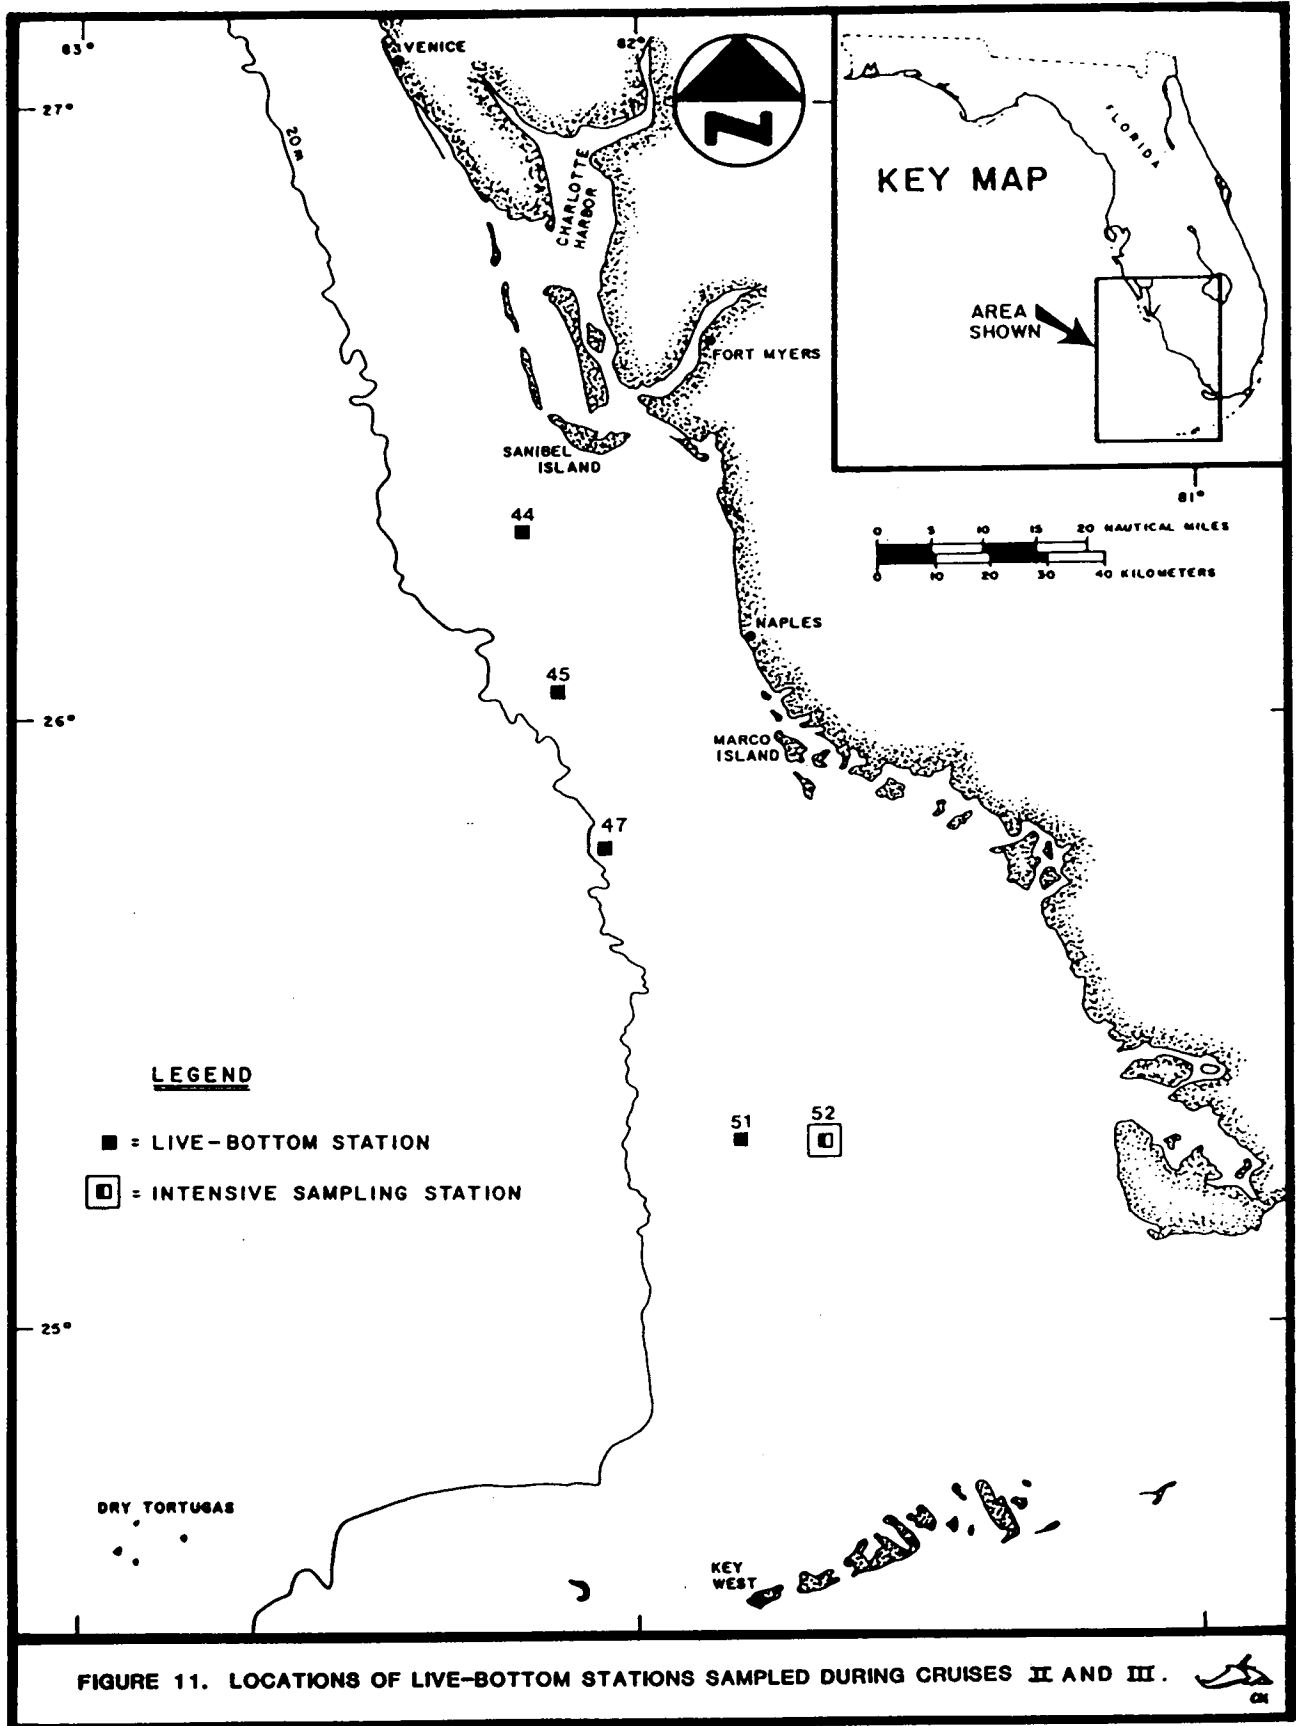 83°
VENICE
82°
27°
20 m
CHARLOTTE
HARBOR
N
FLORIDA
KEY MAP
AREA
SHOWN
FORT MYERS
SANIBEL
ISLAND
81°
44
0 5 10 15 20 NAUTICAL MILES
0 10 20 30 40 KILOMETERS
NAPLES
45
26°
MARCO
ISLAND
47
LEGEND
51
52
= LIVE-BOTTOM STATION
= INTENSIVE SAMPLING STATION
25°
DRY TORTUGAS
KEY
WEST
FIGURE 11. LOCATIONS OF LIVE-BOTTOM STATIONS SAMPLED DURING CRUISES II AND III.